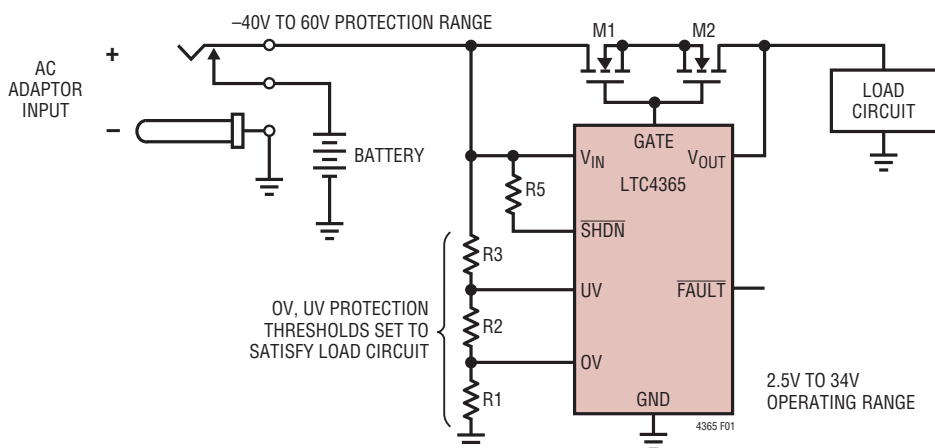 –40V TO 60V PROTECTION RANGE
M1
M2
+
AC
ADAPTOR
INPUT
–
BATTERY
LOAD
CIRCUIT
GATE
VIN
VOUT
LTC4365
R5
SHDN
R3
UV
FAULT
OV, UV PROTECTION
THRESHOLDS SET TO
SATISFY LOAD CIRCUIT
R2
OV
R1
GND
2.5V TO 34V
OPERATING RANGE
4365 F01